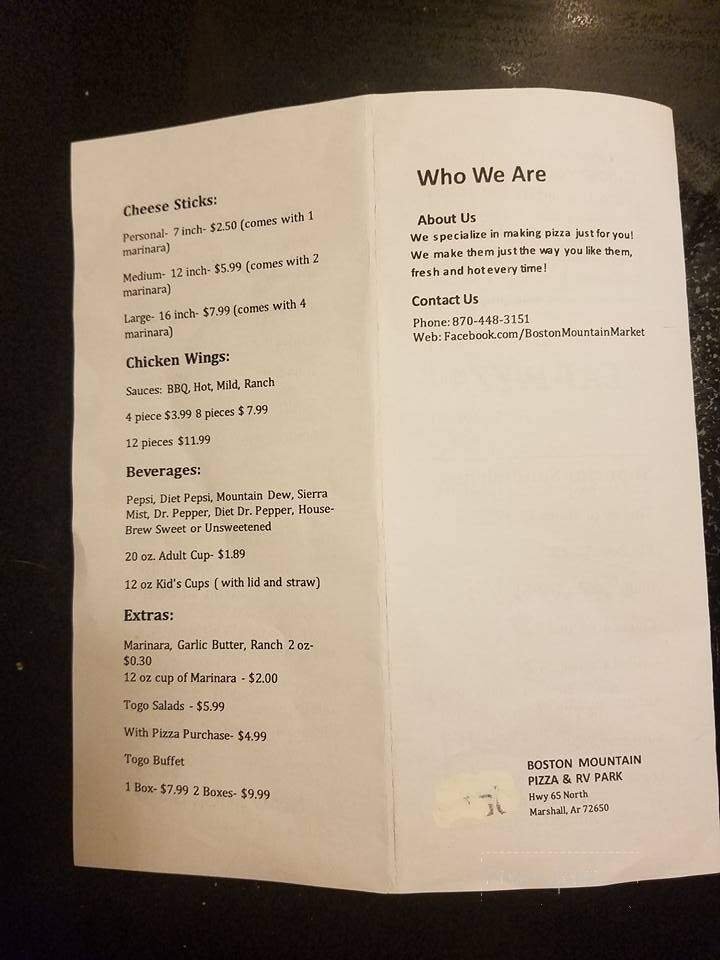 Cheese Sticks:
Personal- 7 inch- $2.50 (comes with 1
marinara)
Medium- 12 inch- $5.99 (comes with 2
marinara)
Large- 16 inch- $7.99 (comes with 4
marinara)
Chicken Wings:
Sauces: BBQ, Hot, Mild, Ranch
4 piece $3.99 8 pieces $ 7.99
12 pieces $11.99
Beverages:
Pepsi, Diet Pepsi, Mountain Dew, Sierra
Mist, Dr. Pepper, Diet Dr. Pepper, House-
Brew Sweet or Unsweetened
20 oz. Adult Cup- $1.89
12 oz Kid's Cups ( with lid and straw)
Extras:
Marinara, Garlic Butter, Ranch 2 oz-
$0.30
12 oz cup of Marinara - $2.00
Togo Salads - $5.99
With Pizza Purchase- $4.99
Togo Buffet
1 Box- $7.99 2 Boxes- $9.99
Who We Are
About Us
We specialize in making pizza just for you!
We make them just the way you like them,
fresh and hot every time!
Contact Us
Phone: 870-448-3151
Web: Facebook.com/BostonMountainMarket
BOSTON MOUNTAIN
PIZZA & RV PARK
Hwy 65 North
Marshall, Ar 72650